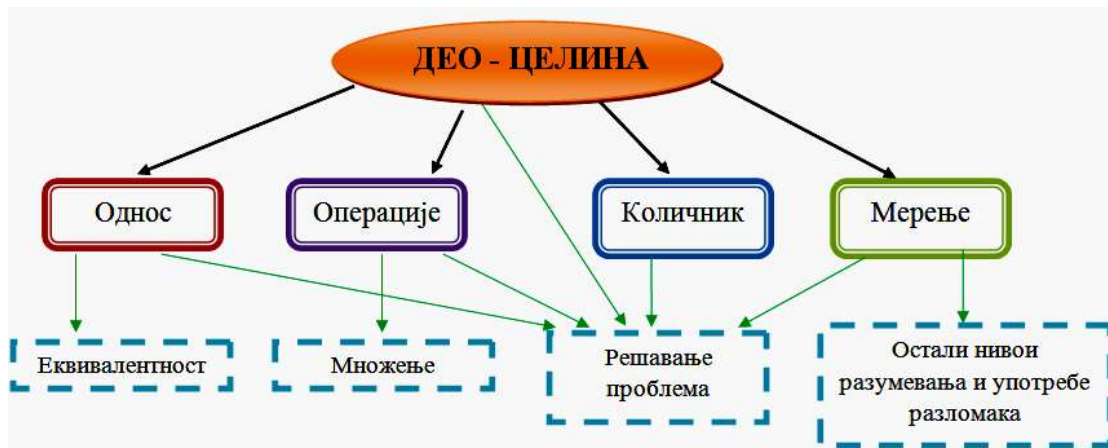 ДЕО - ЦЕЛИНА
Однос
Операције
Количник
Мерење
Еквивалентност
Множење
Решавање
проблема
Остали нивои
разумевања и употребе
разломака